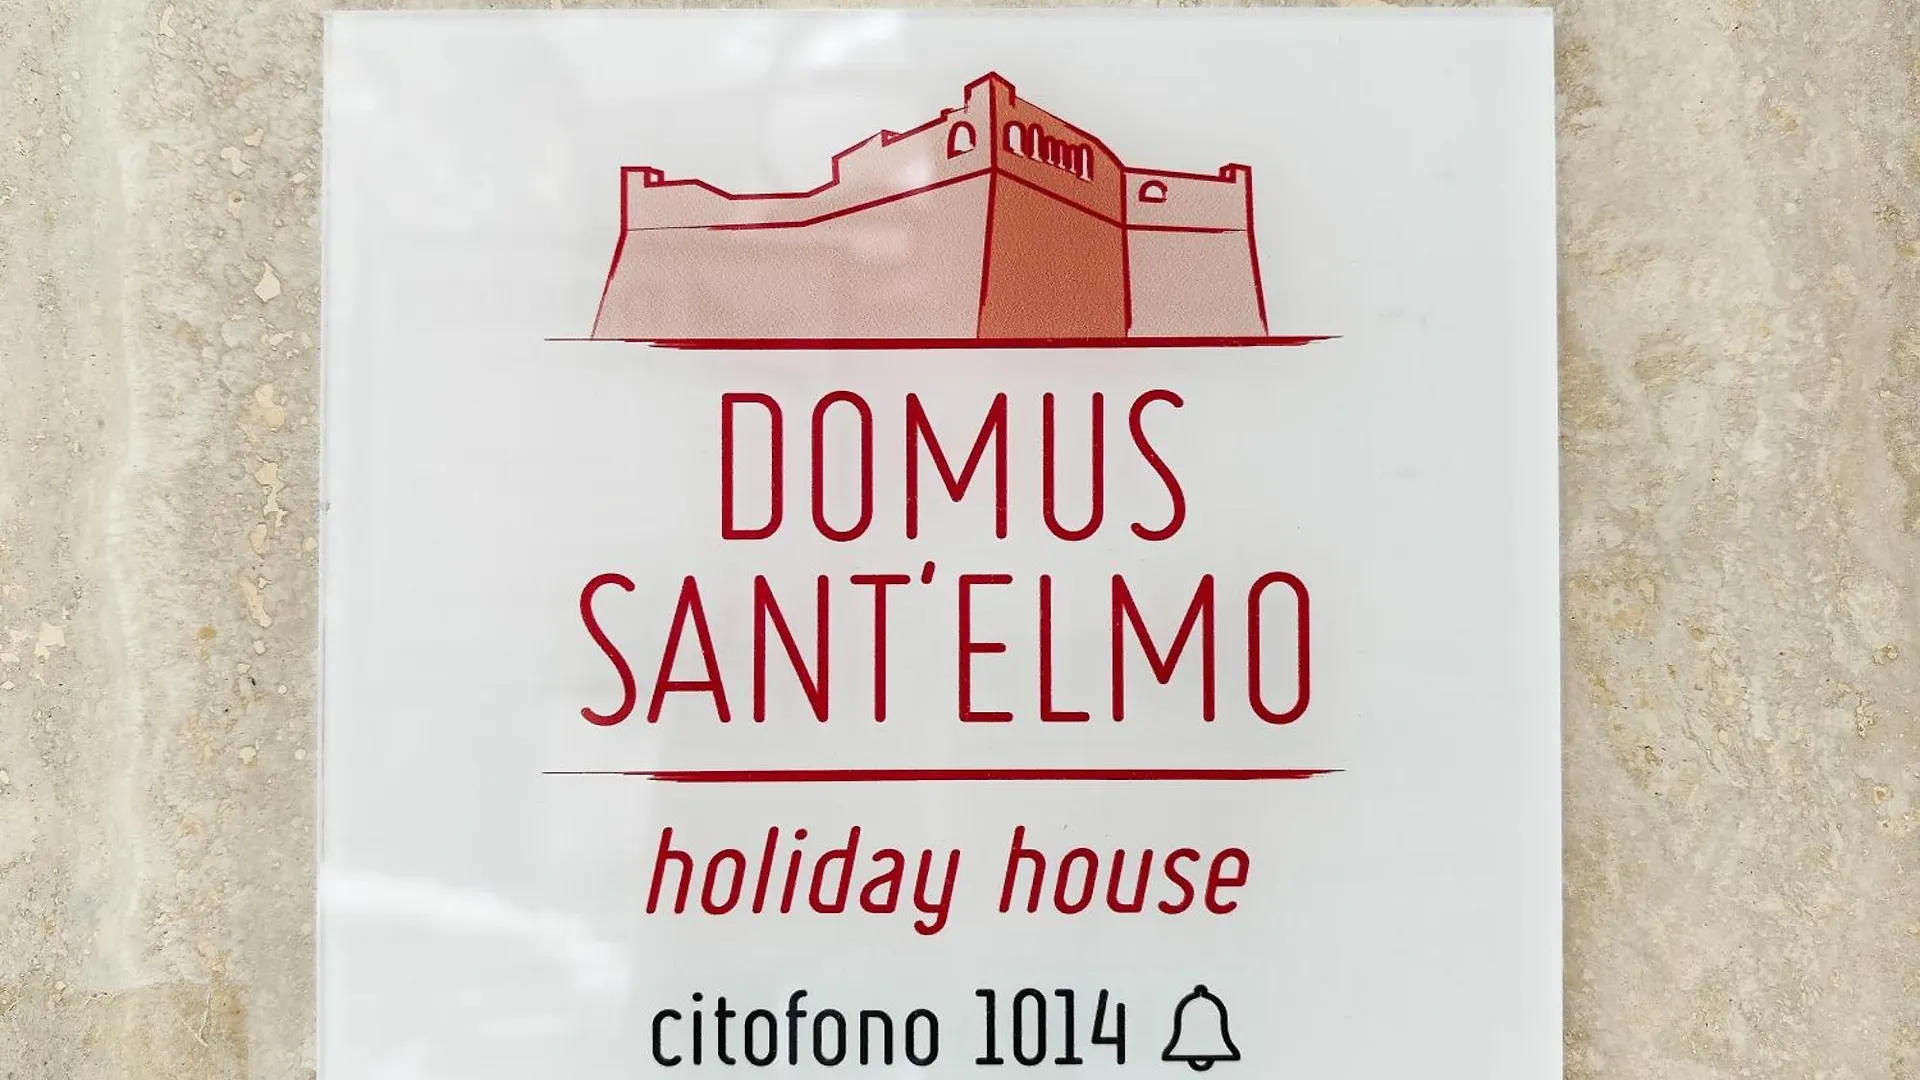 DOMUS
SANT'ELMO
holiday house
citofono 1014